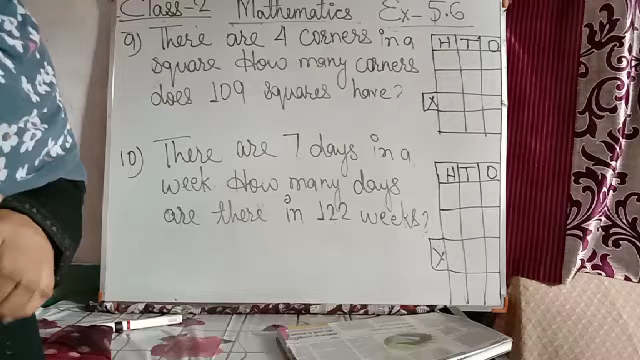 Class-2 Mathematics Ex-5.6
9) There are 4 corners in a
square How many corners
does 109 squares have?
H T O
X
10) There are 7 days in a
week How many days
are there in 122 weeks?
H T O
X